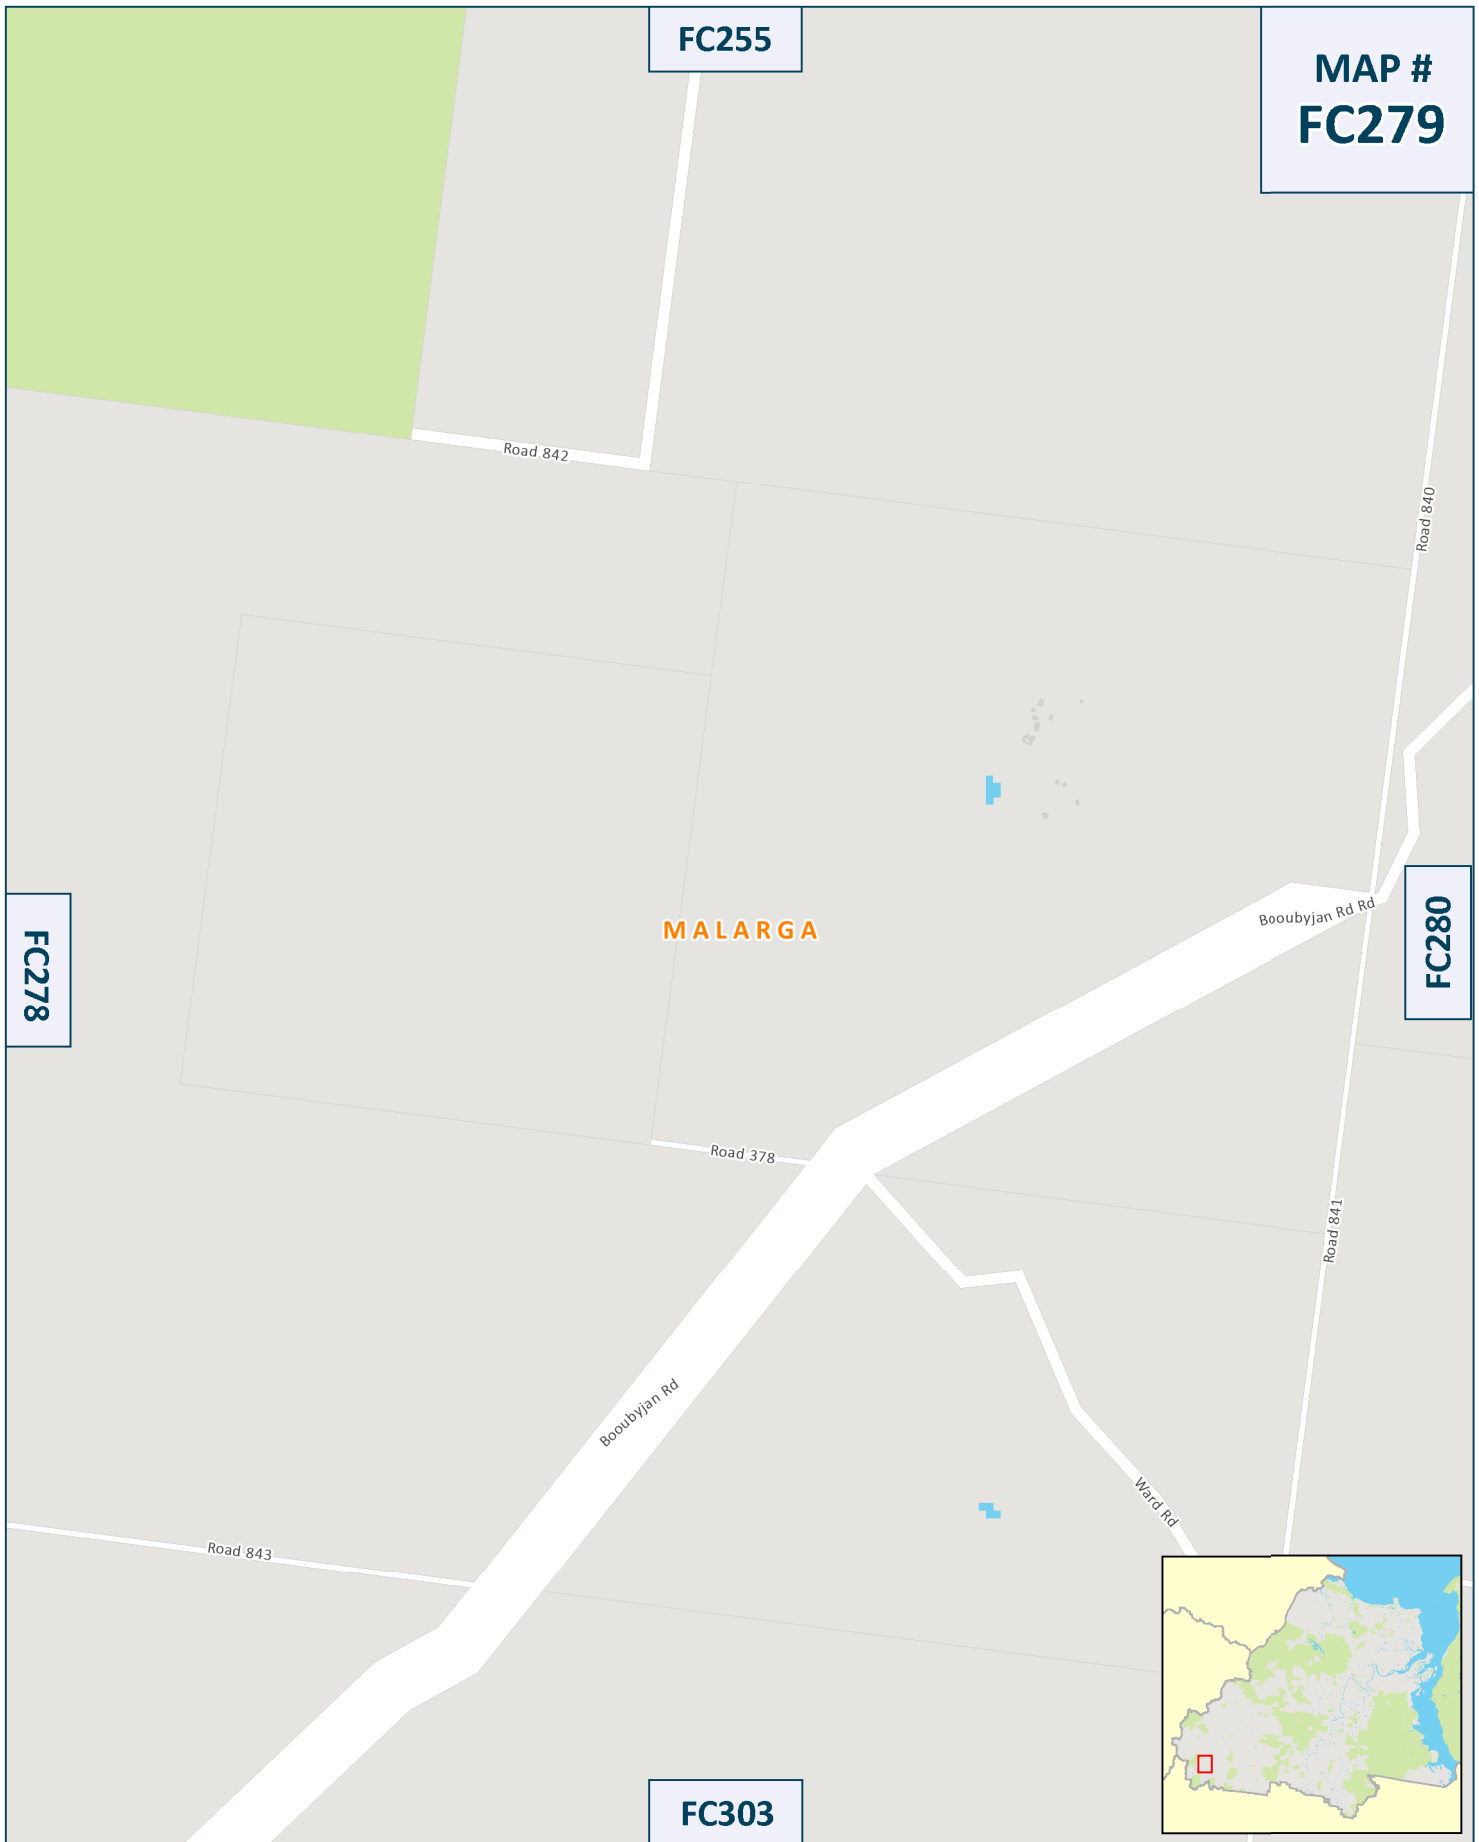 FC255
MAP #
FC279
Road 842
Road 840
Booubyjan Rd Rd
MALARGA
FC278
FC280
Road 378
Road 841
Booubyjan Rd
Ward Rd
Road 843
FC303